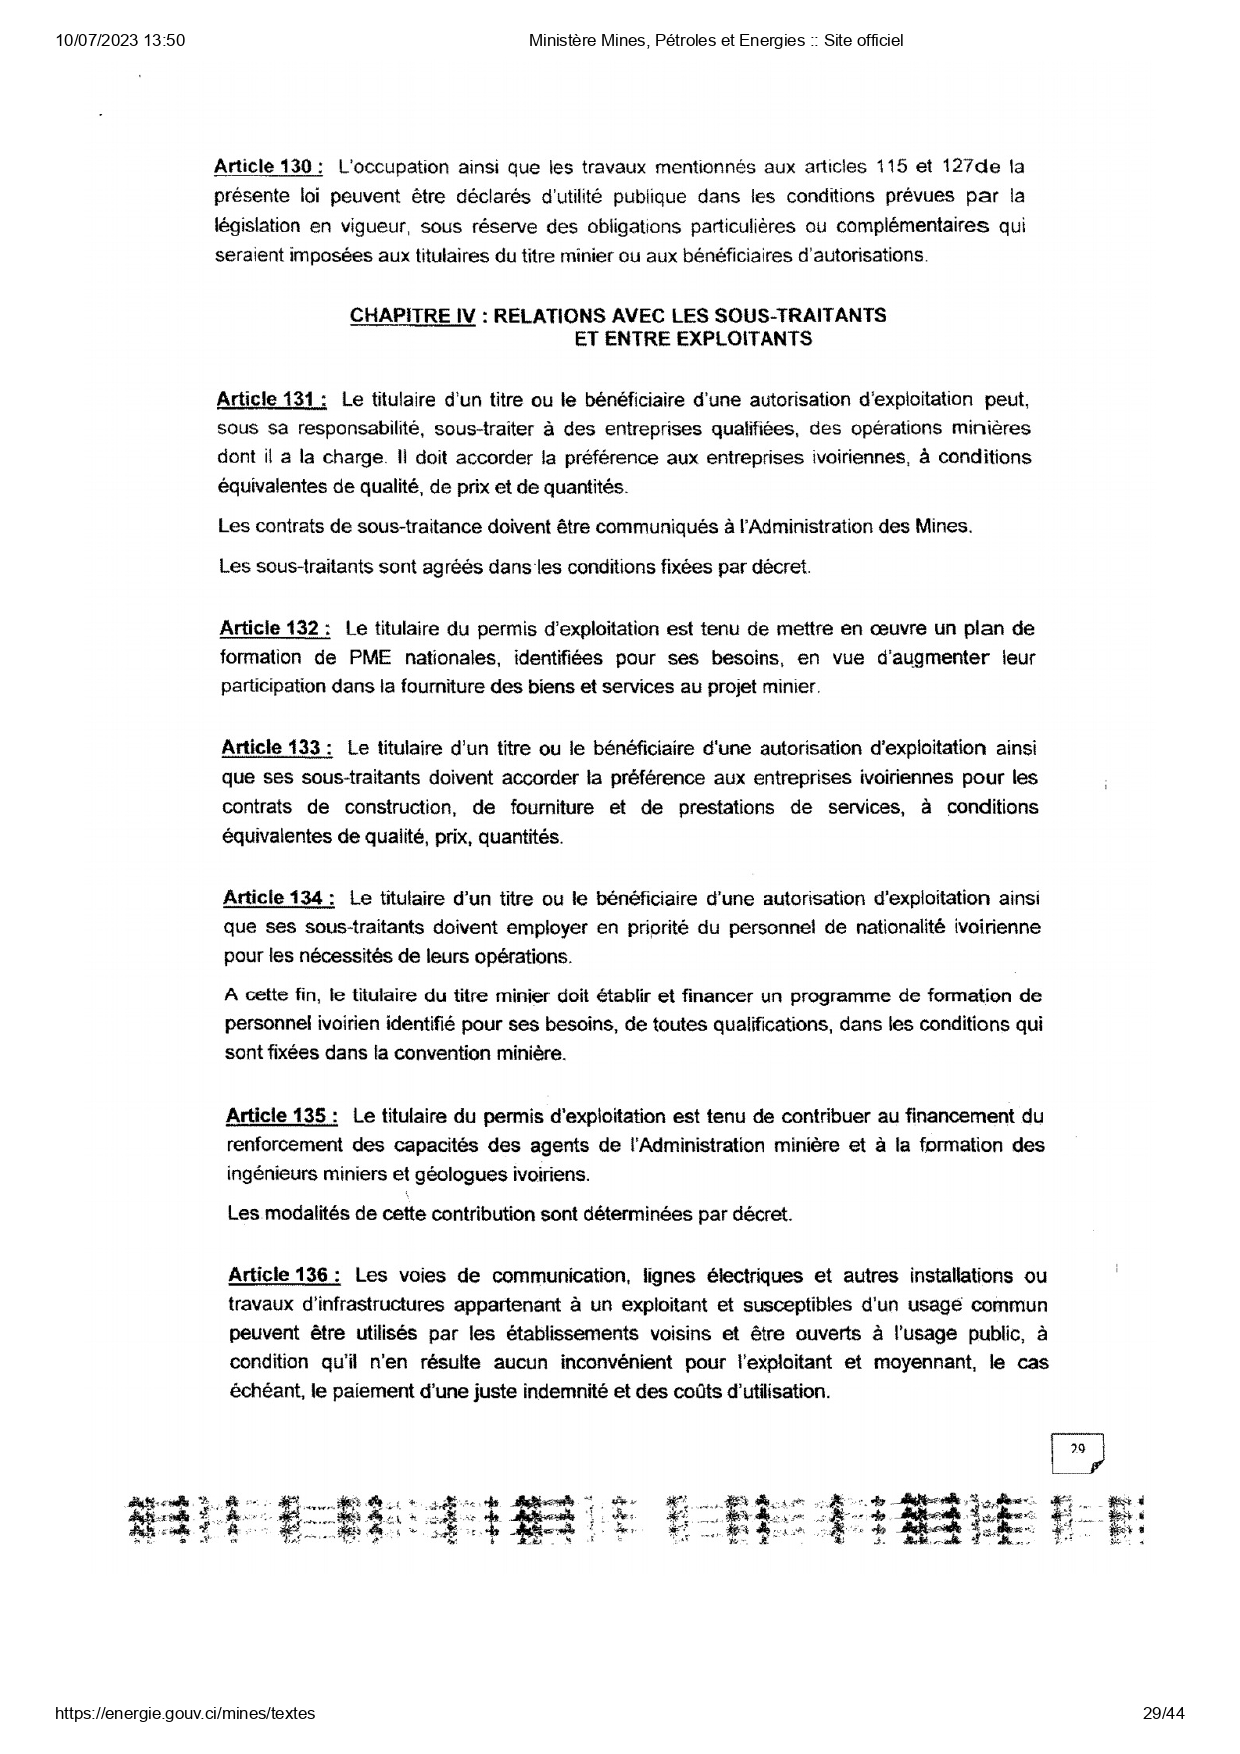 10/07/2023 13:50
Ministère Mines, Pétroles et Energies :: Site officiel
Article 130 : L'occupation ainsi que les travaux mentionnés aux articles 115 et 127de la
présente loi peuvent être déclarés d'utilité publique dans les conditions prévues par la
législation en vigueur, sous réserve des obligations particulières ou complémentaires qui
seraient imposées aux titulaires du titre minier ou aux bénéficiaires d'autorisations.
CHAPITRE IV : RELATIONS AVEC LES SOUS-TRAITANTS
ET ENTRE EXPLOITANTS
Article 131 : Le titulaire d'un titre ou le bénéficiaire d'une autorisation d'exploitation peut,
sous sa responsabilité, sous-traiter à des entreprises qualifiées, des opérations minières
dont il a la charge. Il doit accorder la préférence aux entreprises ivoiriennes, à conditions
équivalentes de qualité, de prix et de quantités.
Les contrats de sous-traitance doivent être communiqués à l'Administration des Mines.
Les sous-traitants sont agréés dans les conditions fixées par décret.
Article 132 : Le titulaire du permis d'exploitation est tenu de mettre en œuvre un plan de
formation de PME nationales, identifiées pour ses besoins, en vue d'augmenter leur
participation dans la fourniture des biens et services au projet minier.
Article 133 : Le titulaire d'un titre ou le bénéficiaire d'une autorisation d'exploitation ainsi
que ses sous-traitants doivent accorder la préférence aux entreprises ivoiriennes pour les
contrats de construction, de fourniture et de prestations de services, à conditions
équivalentes de qualité, prix, quantités.
Article 134 : Le titulaire d'un titre ou le bénéficiaire d'une autorisation d'exploitation ainsi
que ses sous-traitants doivent employer en priorité du personnel de nationalité ivoirienne
pour les nécessités de leurs opérations.
A cette fin, le titulaire du titre minier doit établir et financer un programme de formation de
personnel ivoirien identifié pour ses besoins, de toutes qualifications, dans les conditions qui
sont fixées dans la convention minière.
Article 135 : Le titulaire du permis d'exploitation est tenu de contribuer au financement du
renforcement des capacités des agents de l'Administration minière et à la formation des
ingénieurs miniers et géologues ivoiriens.
Les modalités de cette contribution sont déterminées par décret.
Article 136 : Les voies de communication, lignes électriques et autres installations ou
travaux d'infrastructures appartenant à un exploitant et susceptibles d'un usage commun
peuvent être utilisés par les établissements voisins et être ouverts à l'usage public, à
condition qu'il n'en résulte aucun inconvénient pour l'exploitant et moyennant, le cas
échéant, le paiement d'une juste indemnité et des coûts d'utilisation.
29
https://energie.gouv.ci/mines/textes
29/44